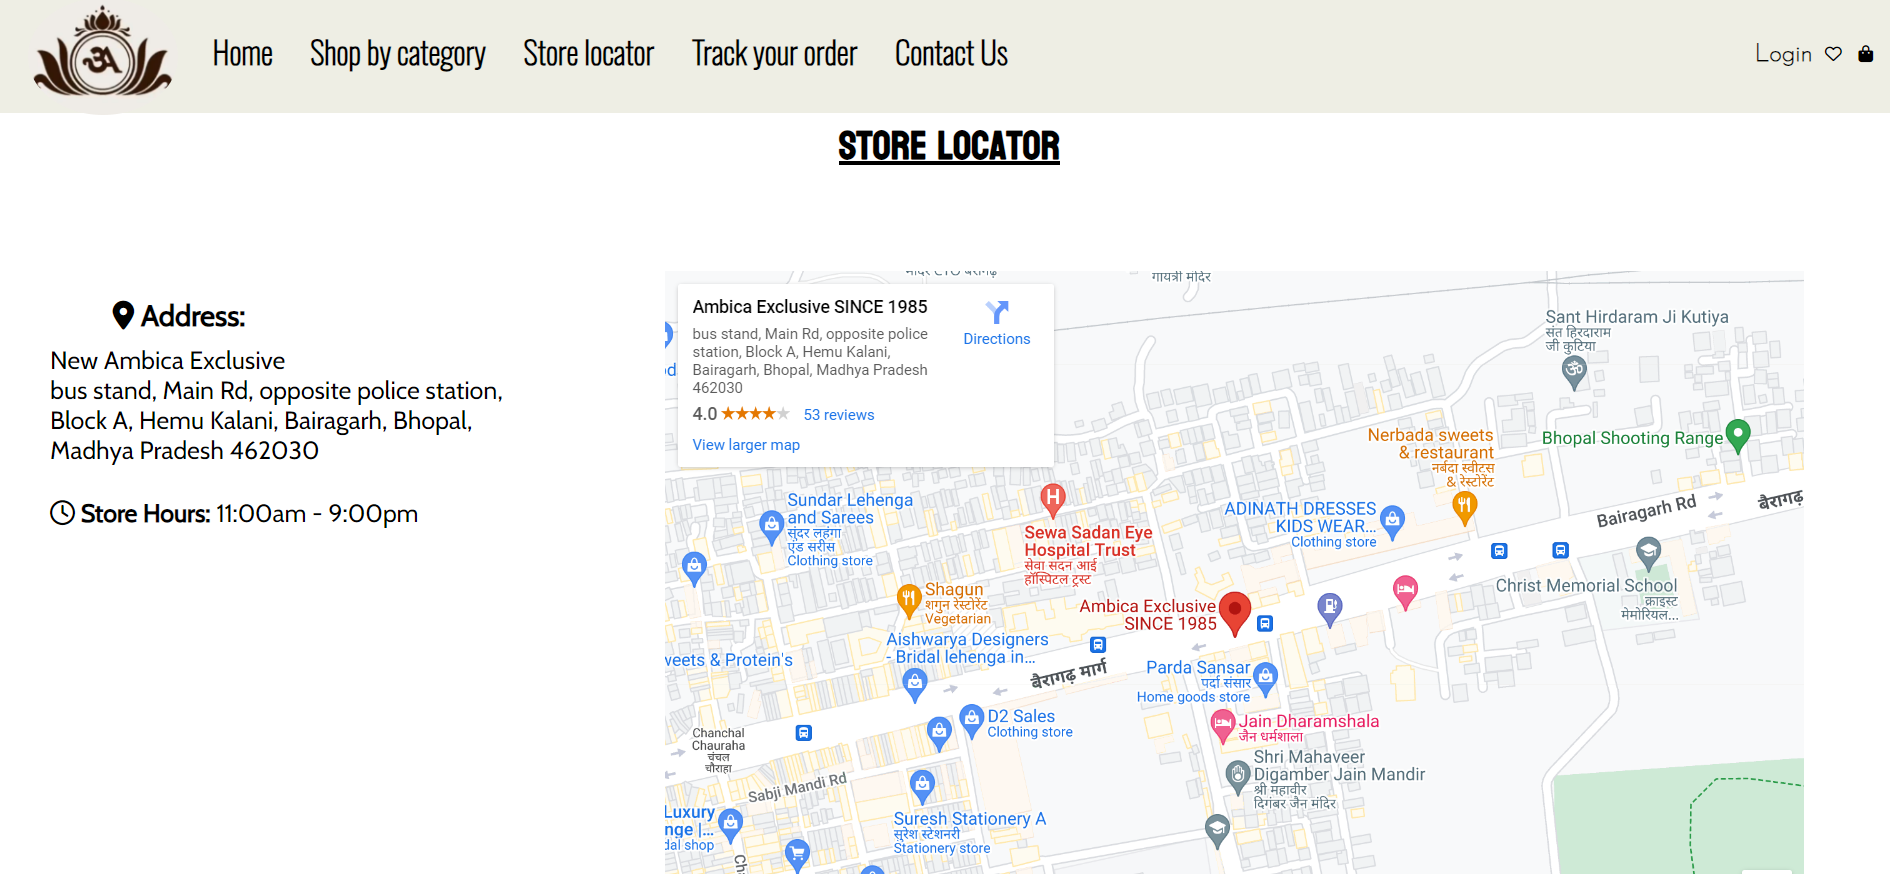 Home
Shop by category
Store locator
Track your order
Contact Us
Login
STORE LOCATOR
Address:
New Ambica Exclusive
bus stand, Main Rd, opposite police station,
Block A, Hemu Kalani, Bairagarh, Bhopal,
Madhya Pradesh 462030
Store Hours: 11:00am - 9:00pm
गायत्री मंदिर
Ambica Exclusive SINCE 1985
bus stand, Main Rd, opposite police
station, Block A, Hemu Kalani,
Bairagarh, Bhopal, Madhya Pradesh
462030
Directions
4.0
53 reviews
View larger map
Sant Hirdaram Ji Kutiya
संत हिरदाराम
जी कुटिया
Nerbada sweets
& restaurant
नर्बदा स्वीटस
& रेस्टोरेंट
Bhopal Shooting Range
Sundar Lehenga
and Sarees
सुंदर लहंगा
एंड सरीस
Clothing store
Sewa Sadan Eye
Hospital Trust
सेवा सदन आई
हॉस्पिटल ट्रस्ट
ADINATH DRESSES
KIDS WEAR...
Clothing store
Bairagarh Rd
बैरागढ़
Shagun
शगुन रेस्टोरेंट
Vegetarian
Ambica Exclusive
SINCE 1985
Christ Memorial School
क्राइस्ट
मेमोरियल...
Aishwarya Designers
- Bridal lehenga in...
weets & Protein's
बैरागढ़ मार्ग
Parda Sansar
पर्दा संसार
Home goods store
D2 Sales
Clothing store
Jain Dharamshala
जैन धर्मशाला
Chanchal
Chauraha
चंचल
चौराहा
Shri Mahaveer
Digamber Jain Mandir
श्री महावीर
दिगंबर जैन मंदिर
Sabji Mandi Rd
Luxury
nge |...
dal shop
Suresh Stationery A
सुरेश स्टेशनरी
Stationery store